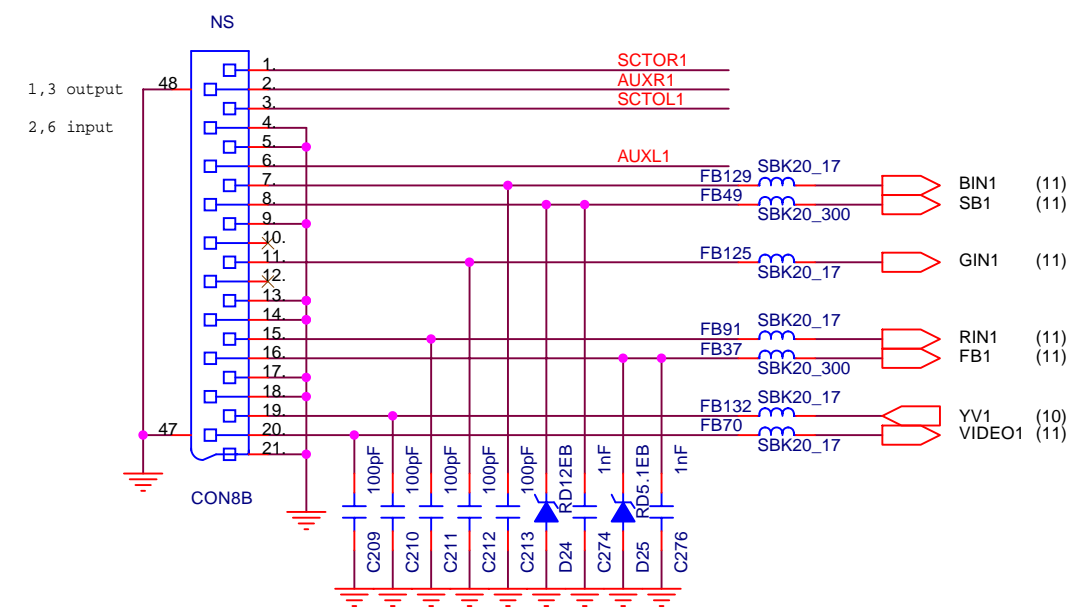 NS
1,3 output
2,6 input
48
47
1.
2.
3.
4.
5.
6.
7.
8.
9.
10.
11.
12.
13.
14.
15.
16.
17.
18.
19.
20.
21.
CON8B
SCTOR1
AUXR1
SCTOL1
AUXL1
FB129 SBK20_17 BIN1 (11)
FB49 SBK20_300 SB1 (11)
FB125 SBK20_17 GIN1 (11)
FB91 SBK20_17 RIN1 (11)
FB37 SBK20_300 FB1 (11)
FB132 SBK20_17 YV1 (10)
FB70 SBK20_17 VIDEO1 (11)
100pF C209
100pF C210
100pF C211
100pF C212
100pF C213
RD12EB D24
1nF C274
RD5.1EB D25
1nF C276